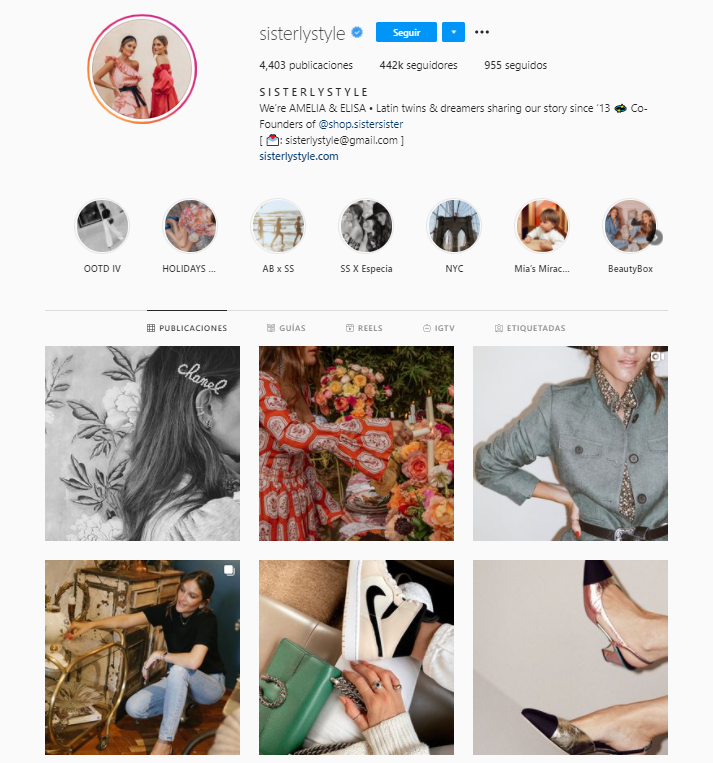 sisterlystyle Seguir
4,403 publicaciones 442k seguidores 955 seguidos
S I S T E R L Y S T Y L E
We're AMELIA & ELISA • Latin twins & dreamers sharing our story since '13 Co-
Founders of @shop.sistersister
[ 💌: sisterlystyle@gmail.com ]
sisterlystyle.com
OOTD IV HOLIDAYS ... AB x SS SS X Especia NYC Mia's Mirac... BeautyBox
PUBLICACIONES GUÍAS REELS IGTV ETIQUETADAS
chanel